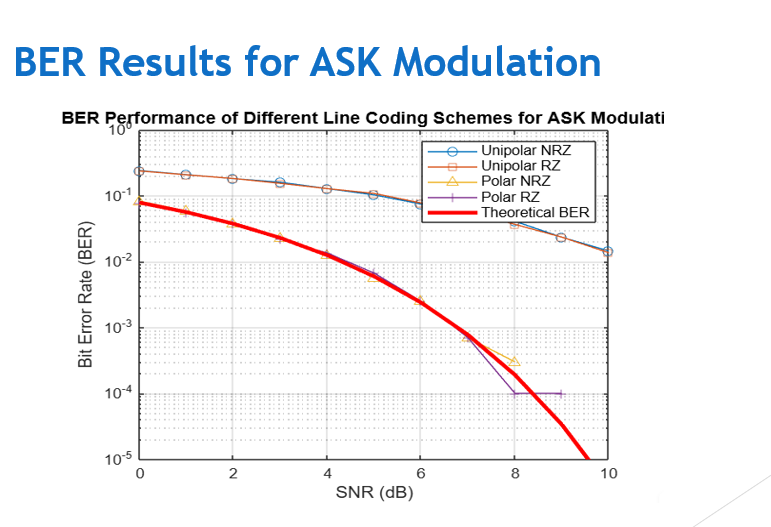 BER Results for ASK Modulation
BER Performance of Different Line Coding Schemes for ASK Modulati
10^0
10^-1
10^-2
10^-3
10^-4
10^-5
Bit Error Rate (BER)
Unipolar NRZ
Unipolar RZ
Polar NRZ
Polar RZ
Theoretical BER
0 2 4 6 8 10
SNR (dB)